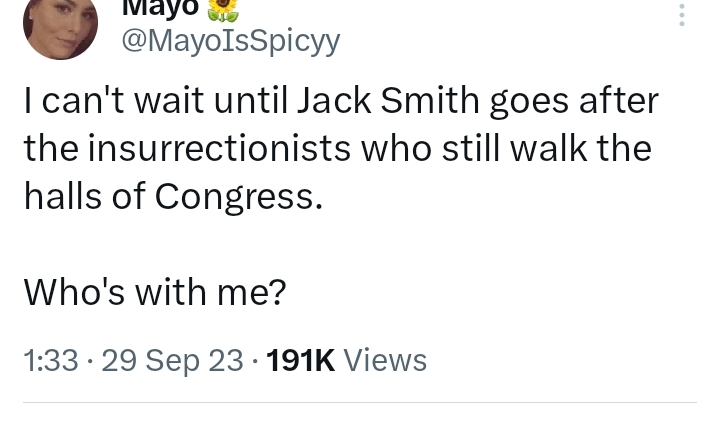 Mayo🌻
@MayoIsSpicyy
I can't wait until Jack Smith goes after
the insurrectionists who still walk the
halls of Congress.
Who's with me?
1:33 · 29 Sep 23 · 191K Views